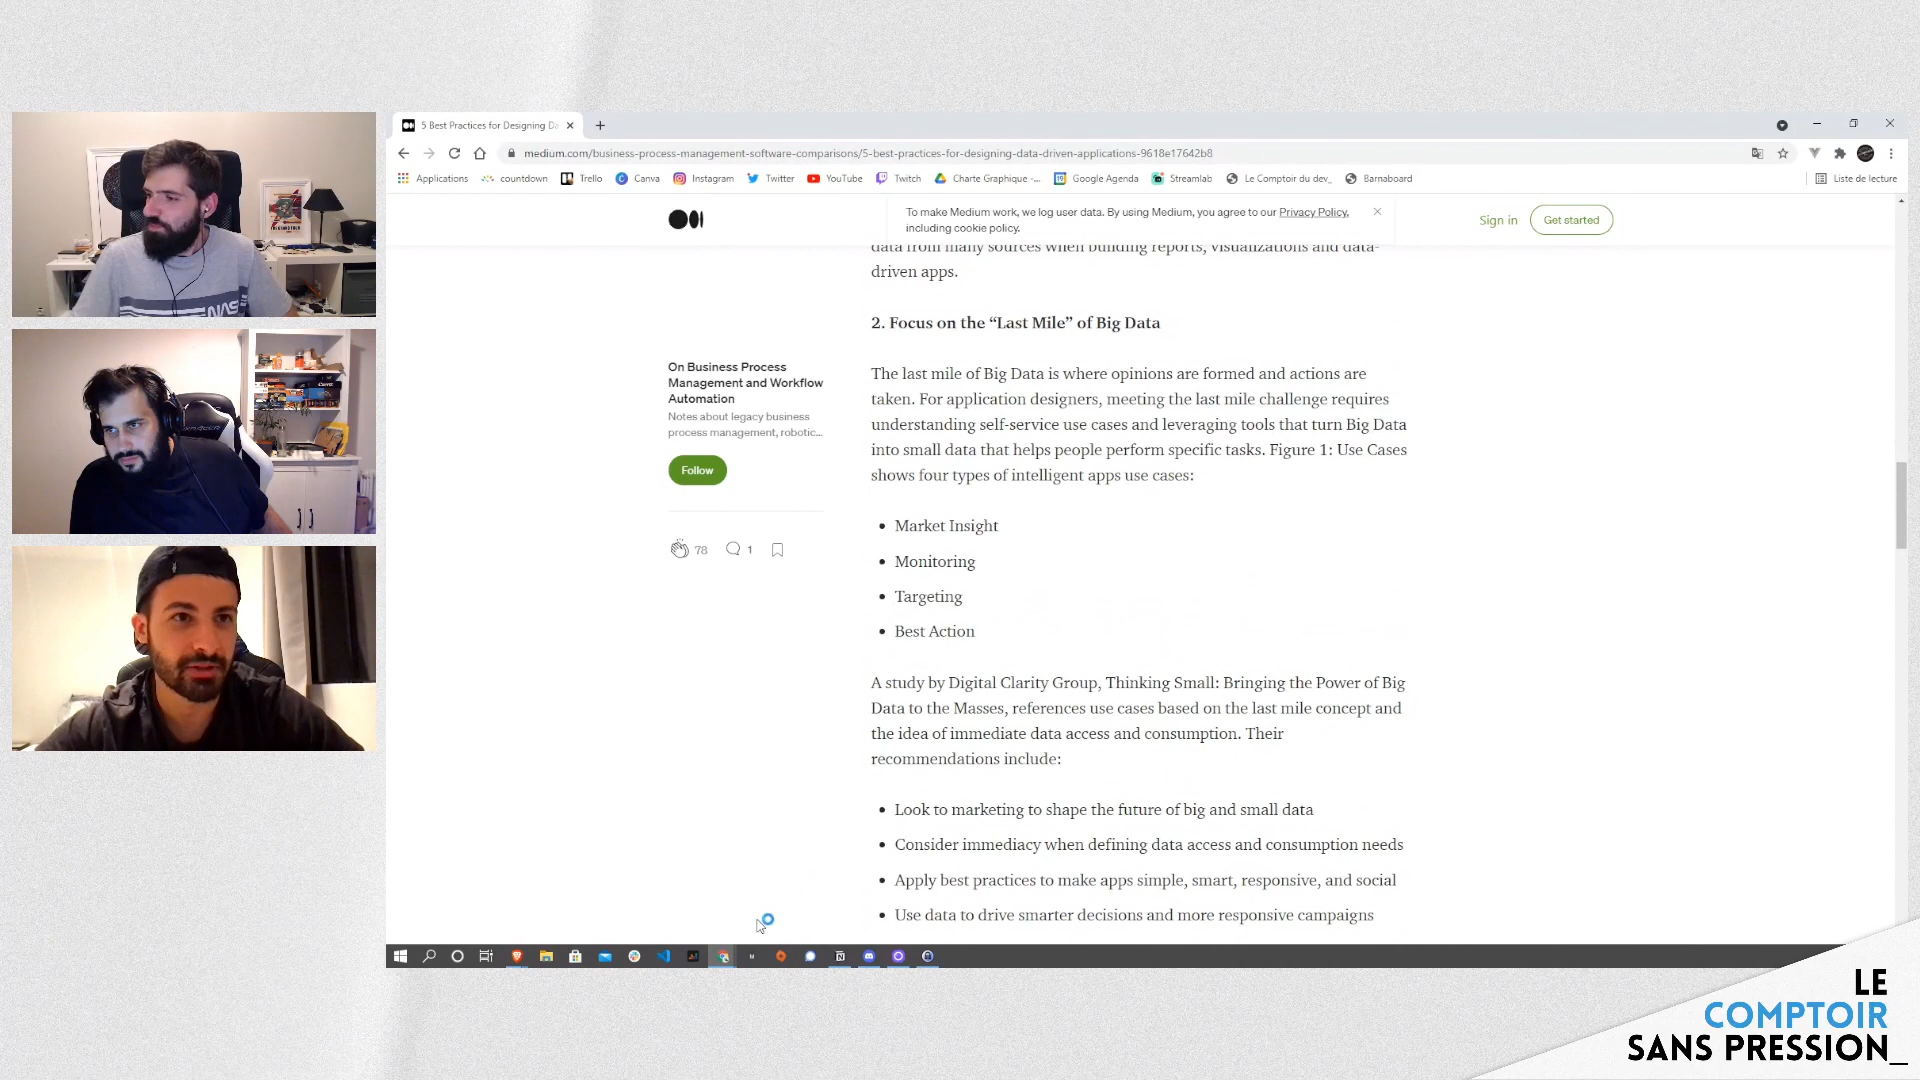 5 Best Practices for Designing Da
medium.com/business-process-management-software-comparisons/5-best-practices-for-designing-data-driven-applications-9618e17642b8
Applications countdown Trello Canva Instagram Twitter YouTube Twitch Charte Graphique -... Google Agenda Streamlab Le Comptoir du dev_ Barnaboard Liste de lecture
To make Medium work, we log user data. By using Medium, you agree to our Privacy Policy, including cookie policy.
Sign in Get started
data from many sources when building reports, visualizations and data-
driven apps.
2. Focus on the “Last Mile” of Big Data
On Business Process
Management and Workflow
Automation
Notes about legacy business
process management, robotic...
Follow
78 1
The last mile of Big Data is where opinions are formed and actions are
taken. For application designers, meeting the last mile challenge requires
understanding self-service use cases and leveraging tools that turn Big Data
into small data that helps people perform specific tasks. Figure 1: Use Cases
shows four types of intelligent apps use cases:
• Market Insight
• Monitoring
• Targeting
• Best Action
A study by Digital Clarity Group, Thinking Small: Bringing the Power of Big
Data to the Masses, references use cases based on the last mile concept and
the idea of immediate data access and consumption. Their
recommendations include:
• Look to marketing to shape the future of big and small data
• Consider immediacy when defining data access and consumption needs
• Apply best practices to make apps simple, smart, responsive, and social
• Use data to drive smarter decisions and more responsive campaigns
LE
COMPTOIR
SANS PRESSION_